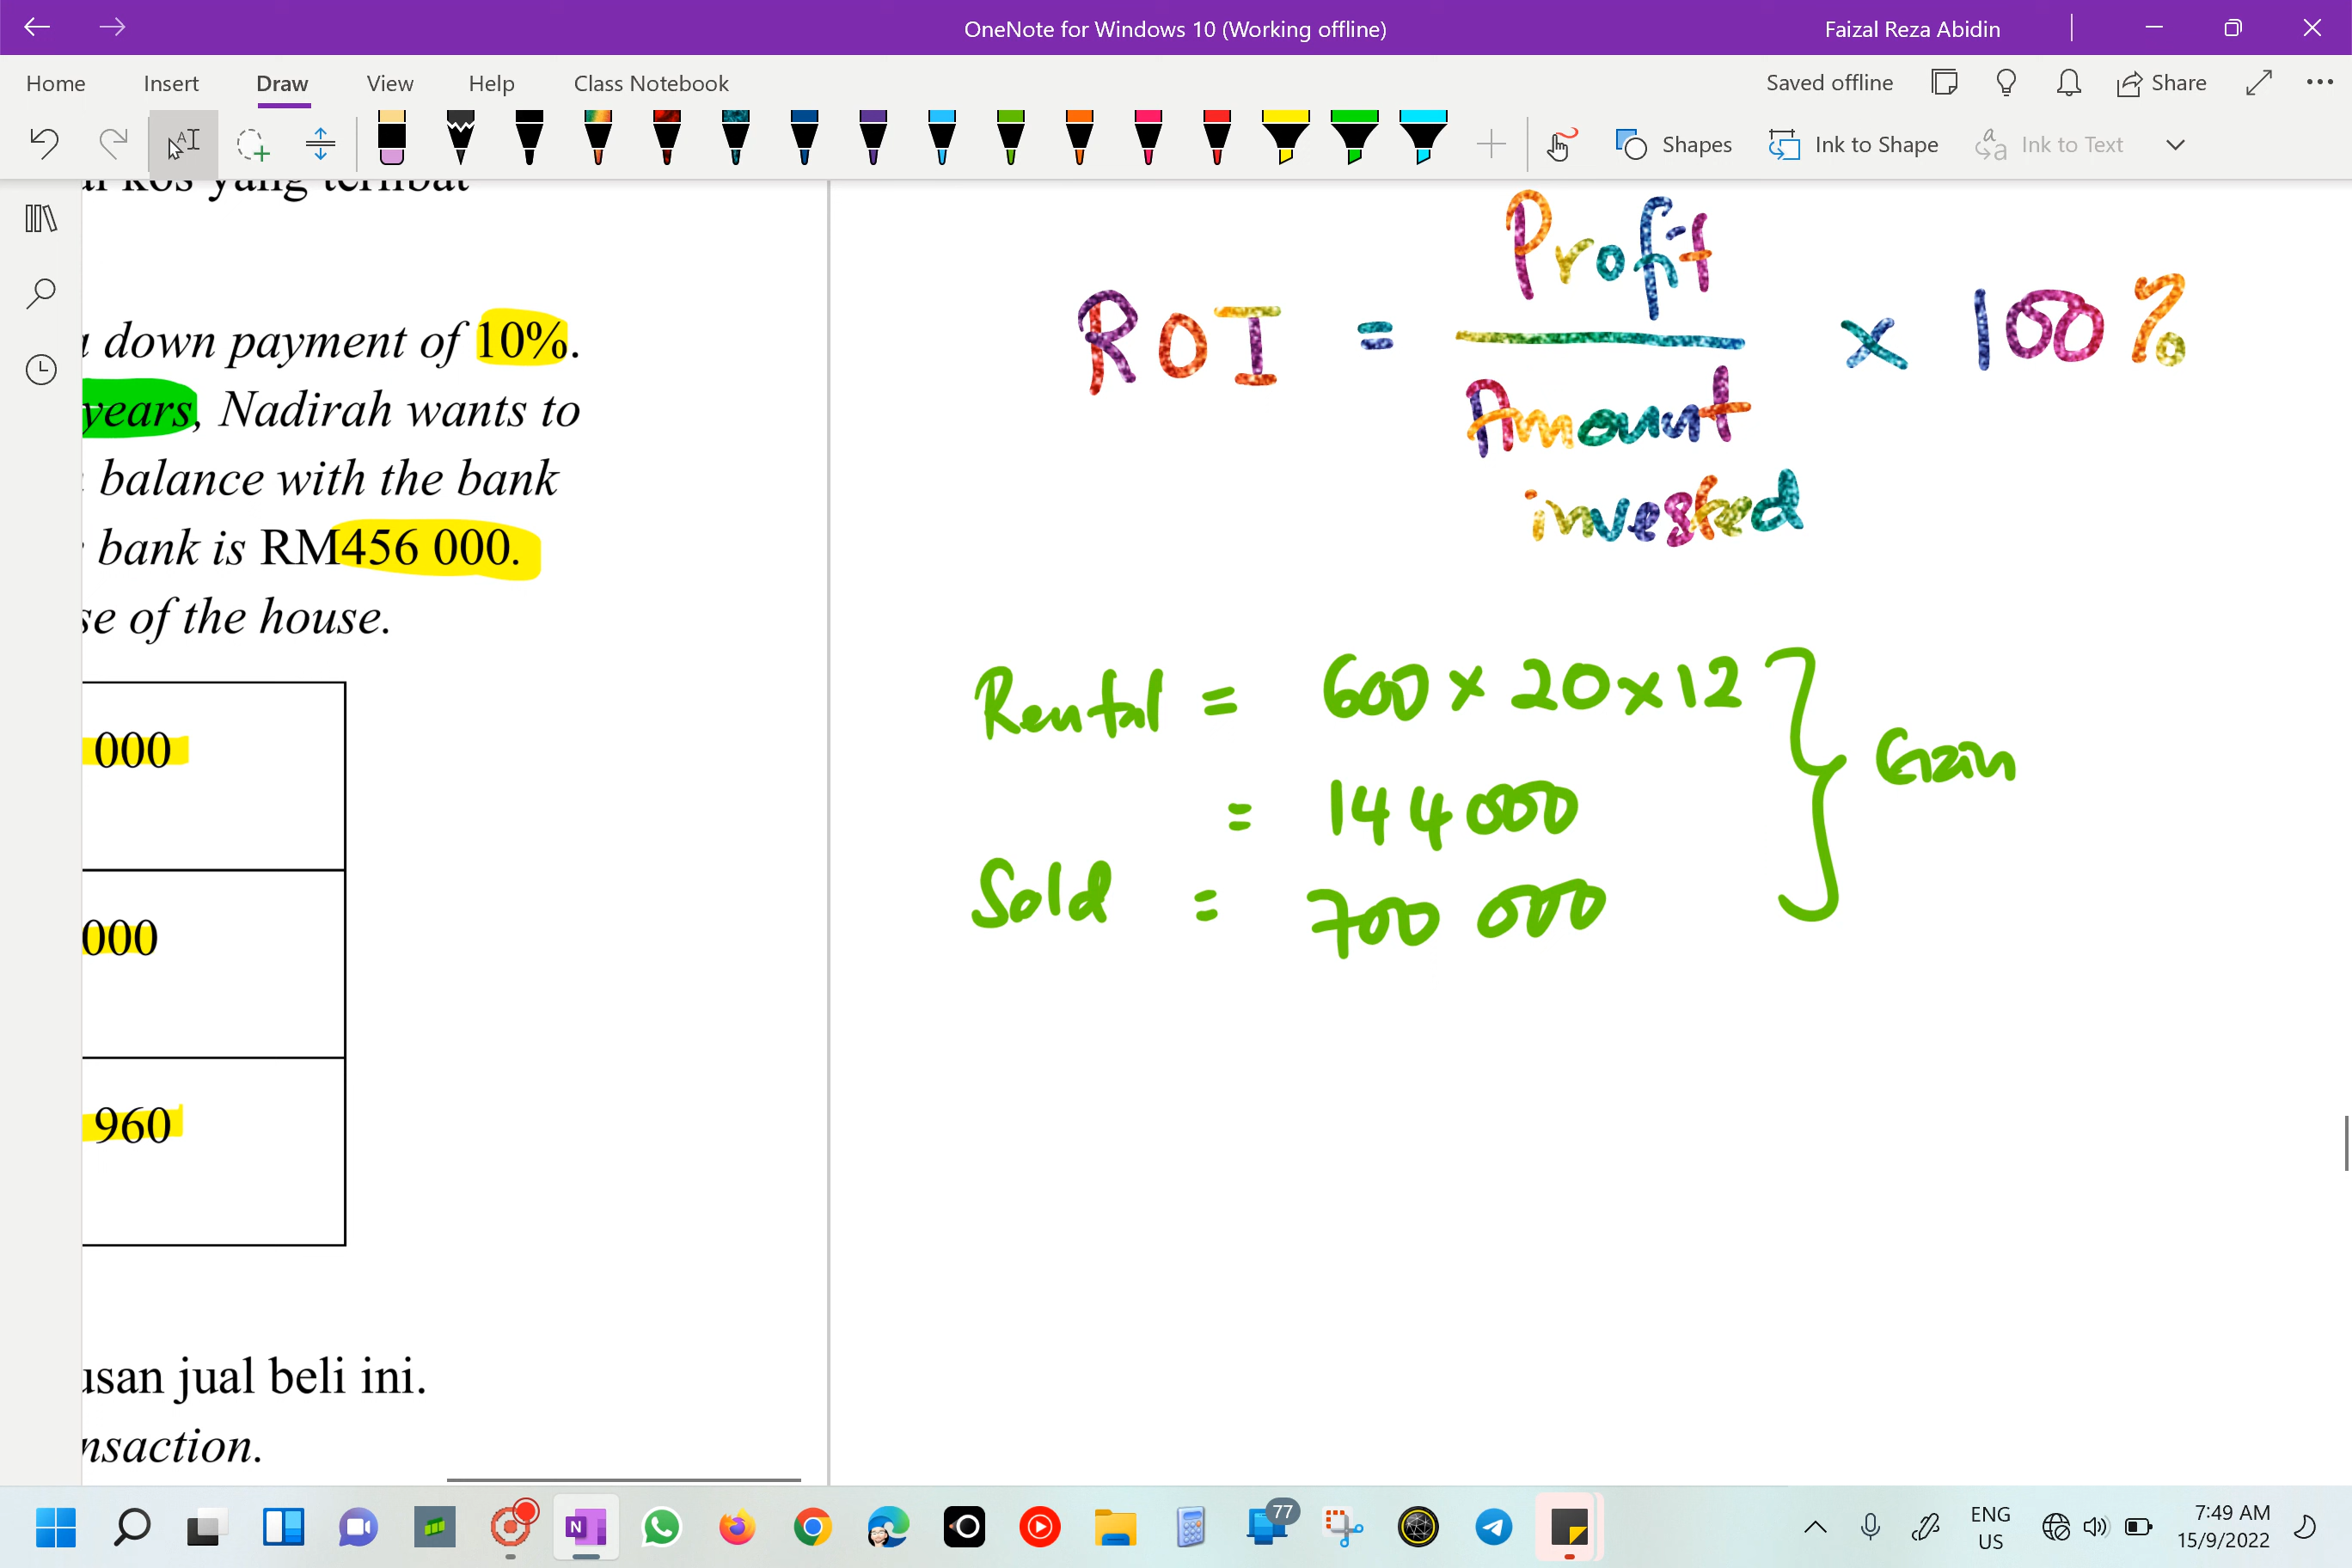 OneNote for Windows 10 (Working offline)
Faizal Reza Abidin
Home Insert Draw View Help Class Notebook
Saved offline
Share
Shapes
Ink to Shape
Ink to Text
kos yang
down payment of 10%.
years, Nadirah wants to
balance with the bank
bank is RM456 000.
se of the house.
000
000
960
usan jual beli ini.
nsaction.
ROI = Profit / Amount invested × 100%
Rental = 600 × 20 × 12
= 144 000
Sold = 700 000
Gain
77
ENG
US
7:49 AM
15/9/2022